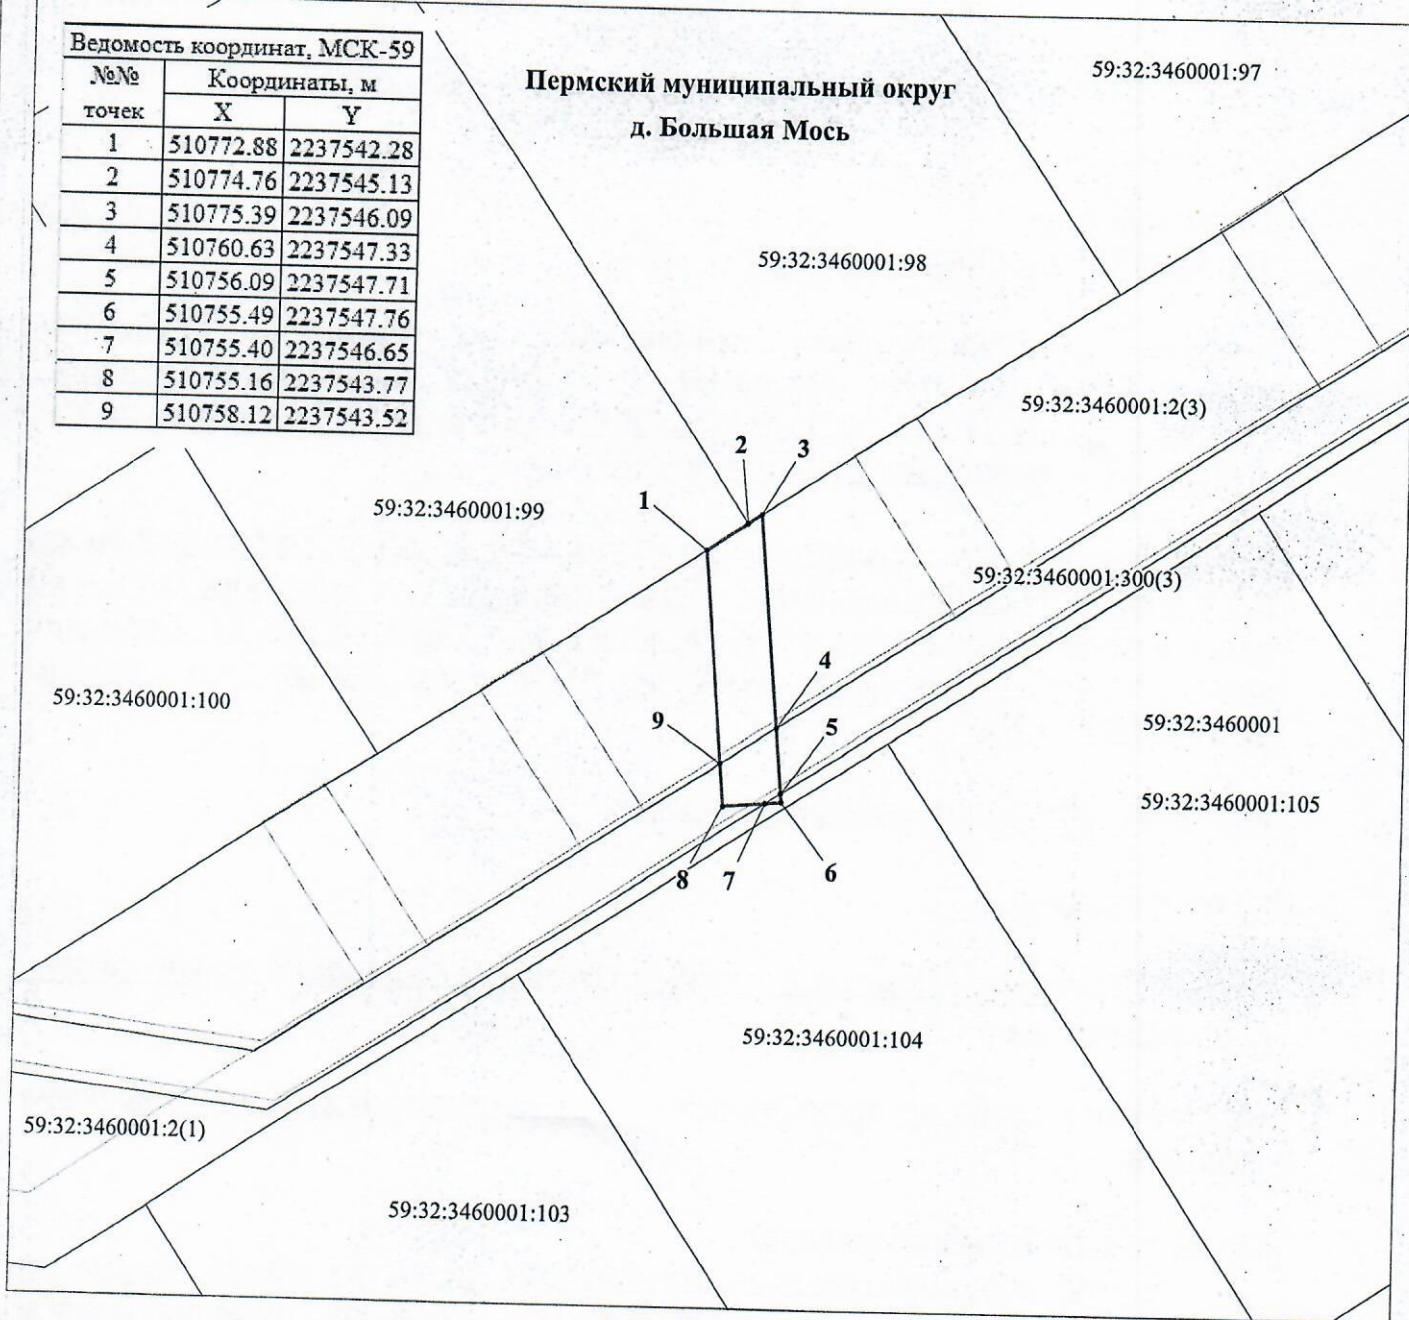 Ведомость координат, МСК-59
№№ точек Координаты, м
X Y
1 510772.88 2237542.28
2 510774.76 2237545.13
3 510775.39 2237546.09
4 510760.63 2237547.33
5 510756.09 2237547.71
6 510755.49 2237547.76
7 510755.40 2237546.65
8 510755.16 2237543.77
9 510758.12 2237543.52
Пермский муниципальный округ
д. Большая Мось
59:32:3460001:97
59:32:3460001:98
59:32:3460001:2(3)
2
3
1
59:32:3460001:99
59:32:3460001:300(3)
4
59:32:3460001:100
9
5
59:32:3460001
59:32:3460001:105
8
7
6
59:32:3460001:104
59:32:3460001:2(1)
59:32:3460001:103